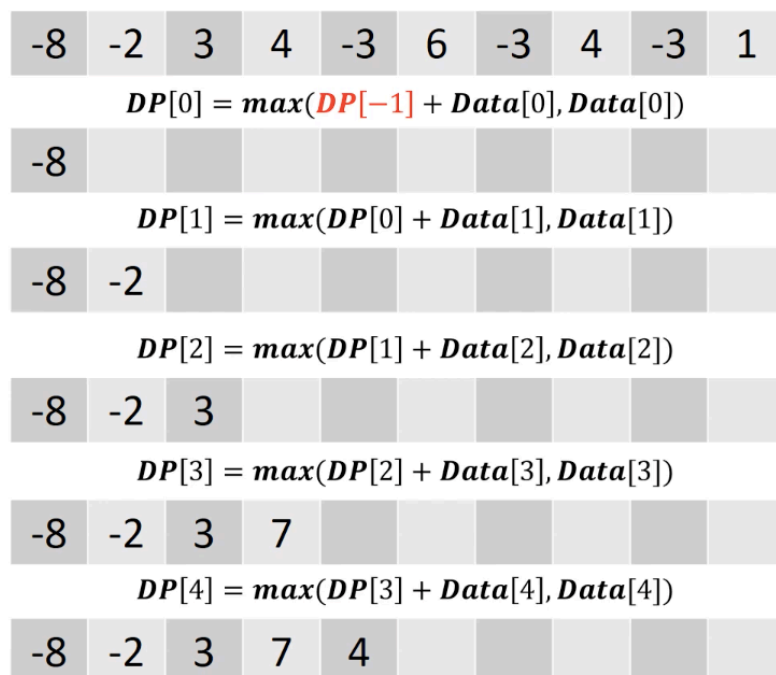 -8 -2 3 4 -3 6 -3 4 -3 1
DP[0] = max(DP[−1] + Data[0], Data[0])
-8
DP[1] = max(DP[0] + Data[1], Data[1])
-8 -2
DP[2] = max(DP[1] + Data[2], Data[2])
-8 -2 3
DP[3] = max(DP[2] + Data[3], Data[3])
-8 -2 3 7
DP[4] = max(DP[3] + Data[4], Data[4])
-8 -2 3 7 4